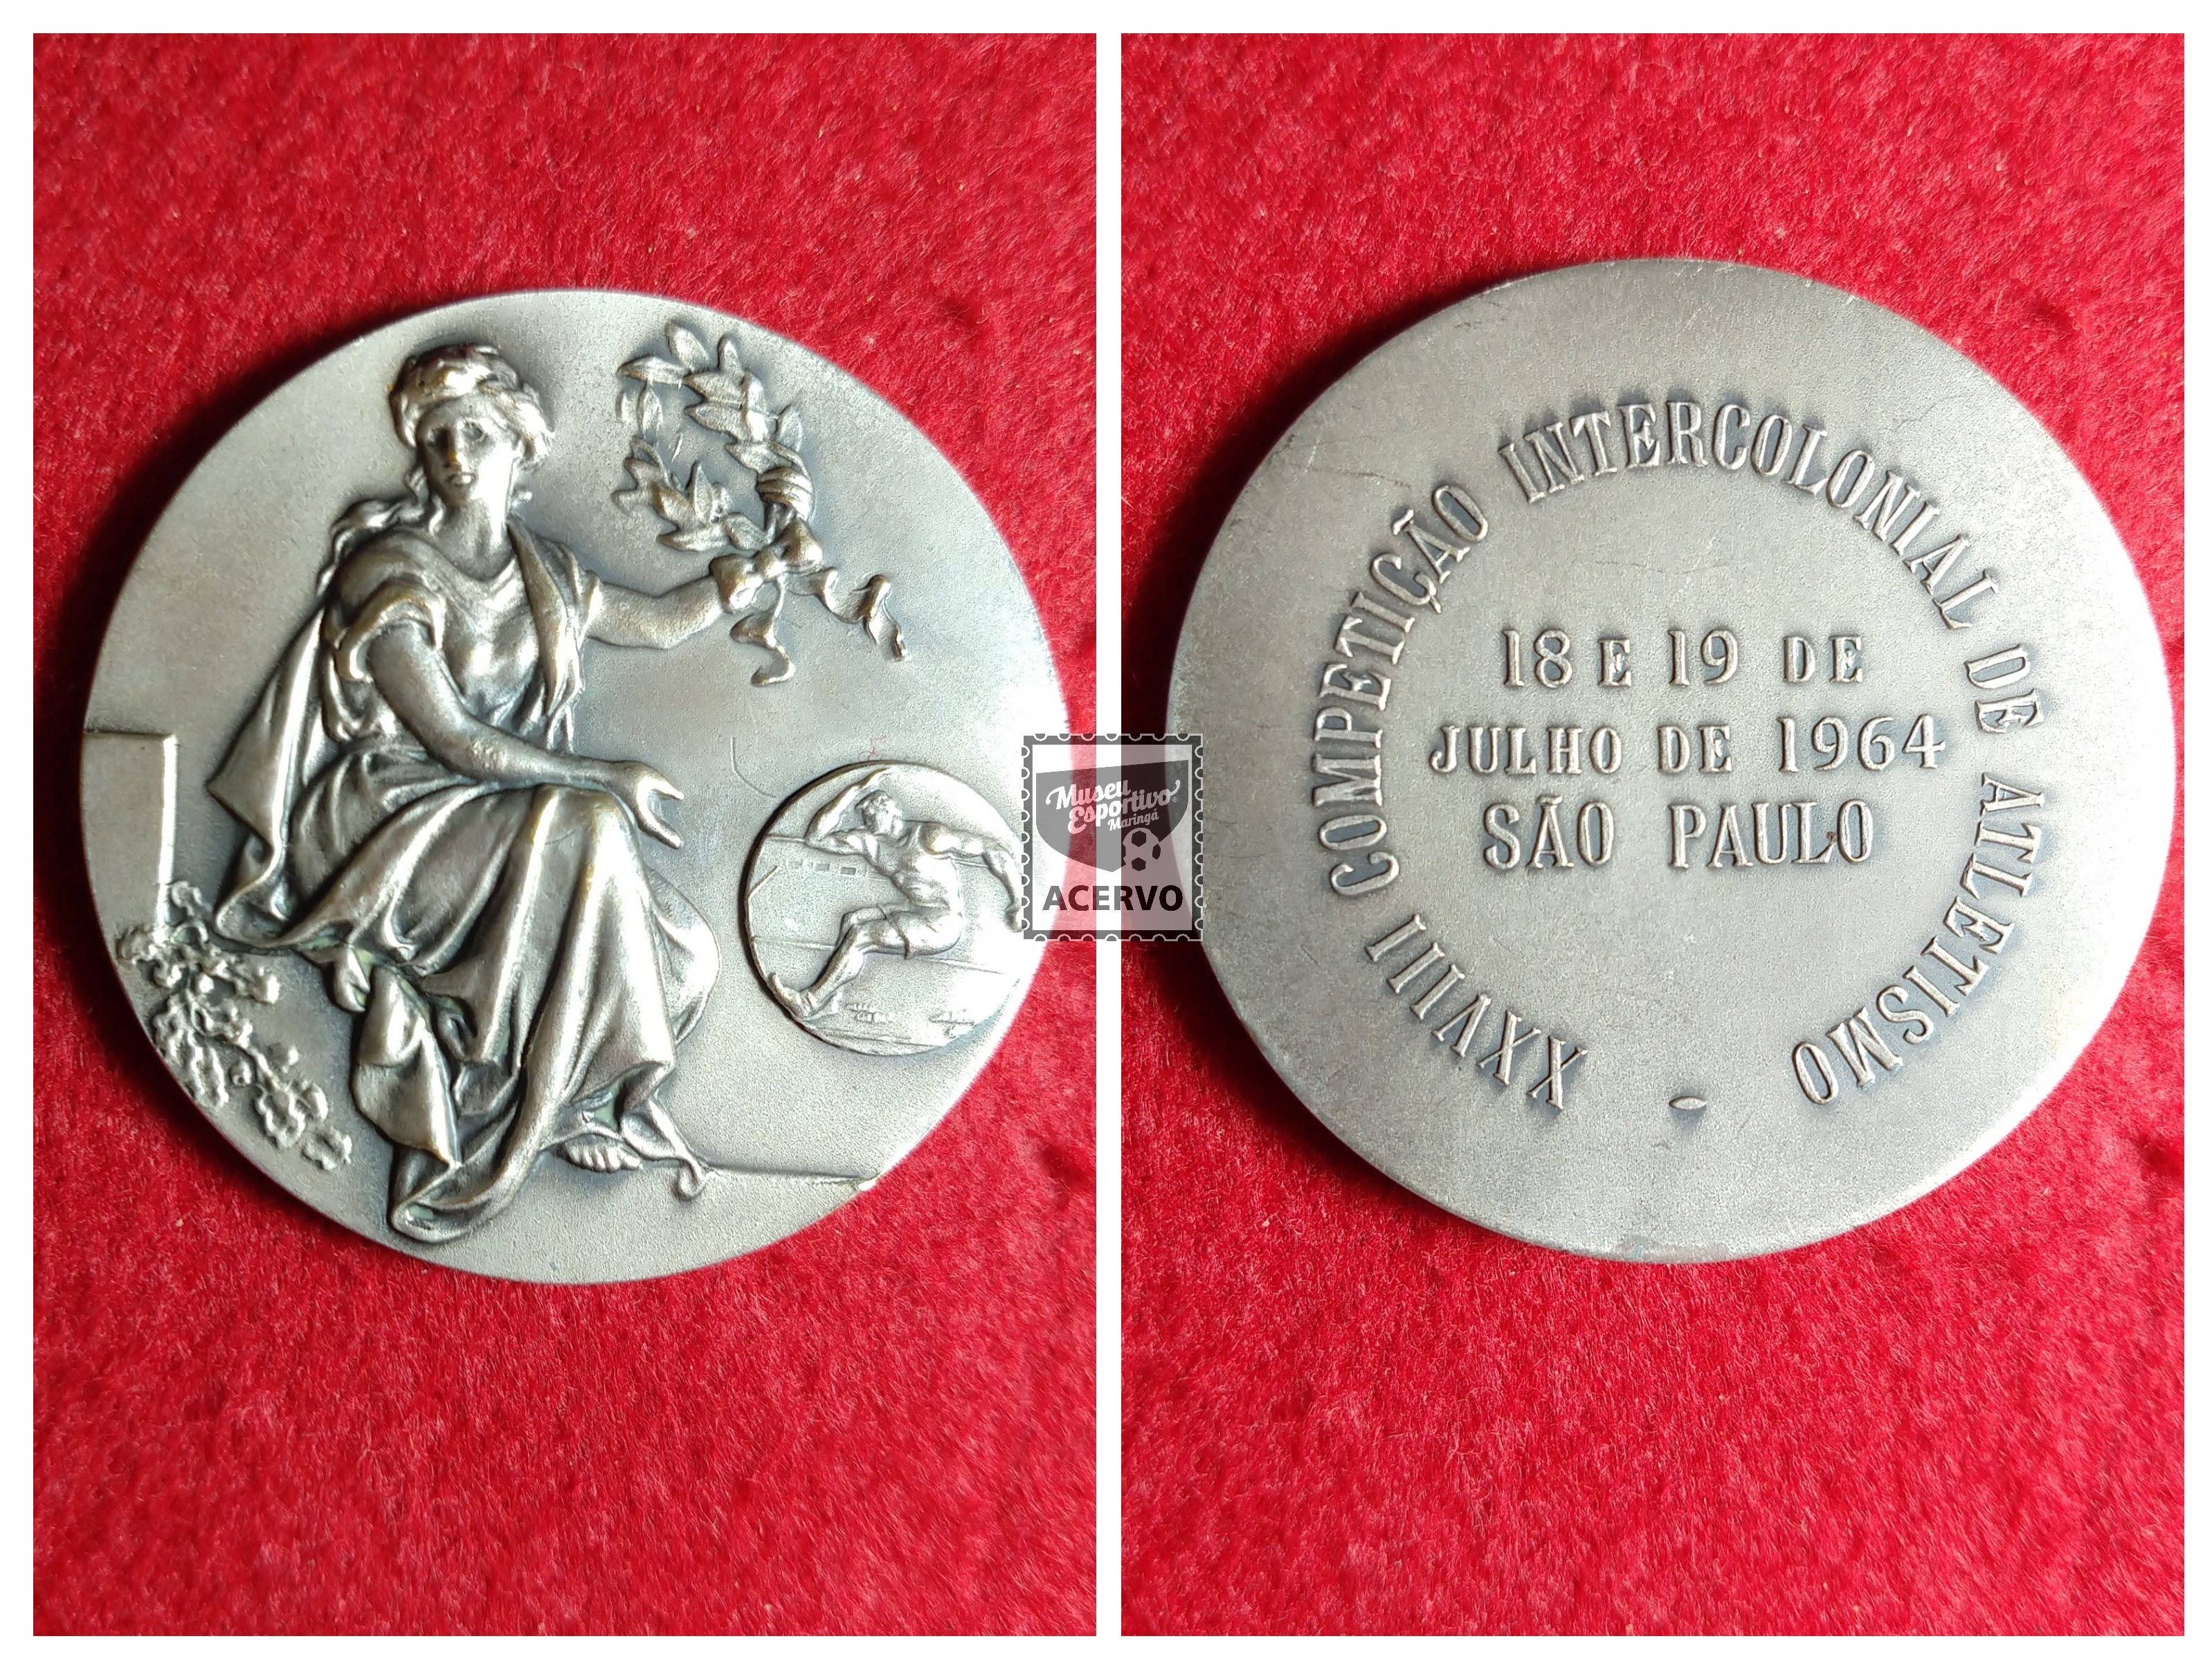 XXVIII COMPETIÇÃO INTERCOLONIAL DE ATLETISMO -
18 E 19 DE
JULHO DE 1964
SÃO PAULO
Museu
Esportivo
Maringá
ACERVO